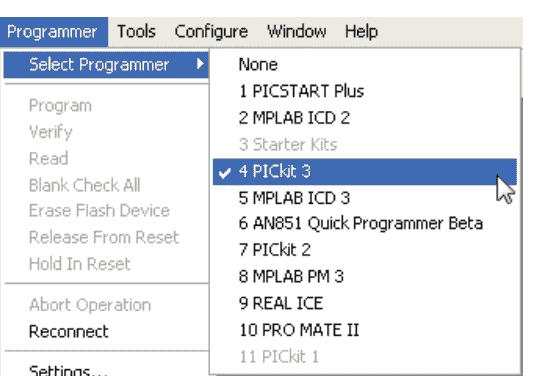 Programmer Tools Configure Window Help
Select Programmer
Program
Verify
Read
Blank Check All
Erase Flash Device
Release From Reset
Hold In Reset
Abort Operation
Reconnect
Settings...
None
1 PICSTART Plus
2 MPLAB ICD 2
3 Starter Kits
4 PICkit 3
5 MPLAB ICD 3
6 AN851 Quick Programmer Beta
7 PICkit 2
8 MPLAB PM 3
9 REAL ICE
10 PRO MATE II
11 PICkit 1